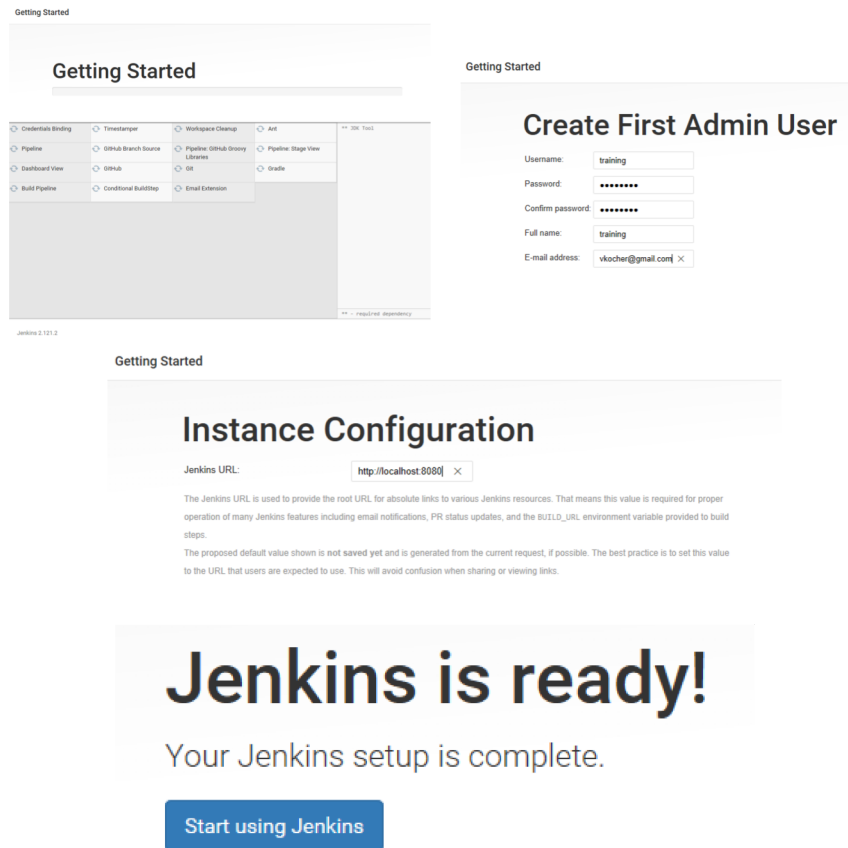 Getting Started
Getting Started
Credentials Binding
Timestamper
Workspace Cleanup
Ant
** JDK Tool
Pipeline
GitHub Branch Source
Pipeline: GitHub Groovy
Libraries
Pipeline: Stage View
Dashboard View
GitHub
Git
Gradle
Build Pipeline
Conditional BuildStep
Email Extension
** - required dependency
Jenkins 2.121.2
Getting Started
Create First Admin User
Username: training
Password: ••••••••
Confirm password: ••••••••
Full name: training
E-mail address: vkocher@gmail.com
Getting Started
Instance Configuration
Jenkins URL: http://localhost:8080
The Jenkins URL is used to provide the root URL for absolute links to various Jenkins resources. That means this value is required for proper
operation of many Jenkins features including email notifications, PR status updates, and the BUILD_URL environment variable provided to build
steps.
The proposed default value shown is not saved yet and is generated from the current request, if possible. The best practice is to set this value
to the URL that users are expected to use. This will avoid confusion when sharing or viewing links.
Jenkins is ready!
Your Jenkins setup is complete.
Start using Jenkins